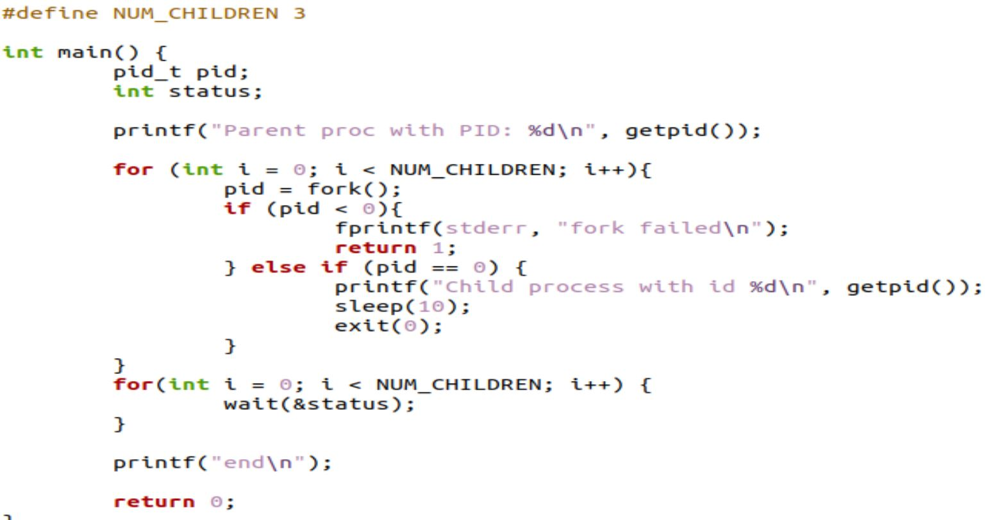 #define NUM_CHILDREN 3
int main() {
pid_t pid;
int status;
printf("Parent proc with PID: %d\n", getpid());
for (int i = 0; i < NUM_CHILDREN; i++){
pid = fork();
if (pid < 0){
fprintf(stderr, "fork failed\n");
return 1;
} else if (pid == 0) {
printf("Child process with id %d\n", getpid());
sleep(10);
exit(0);
}
}
for(int i = 0; i < NUM_CHILDREN; i++) {
wait(&status);
}
printf("end\n");
return 0;
}